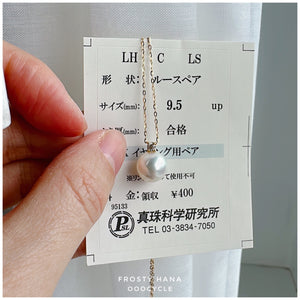 LH C LS
形 状: ルースペア
サイズ(mm): 9.5 up
合格
イヤリング用ペア
金: 領収 ¥400
95133
P PSL 真珠科学研究所
TEL 03-3834-7050
FROSTY HANA
OOOCYCLE